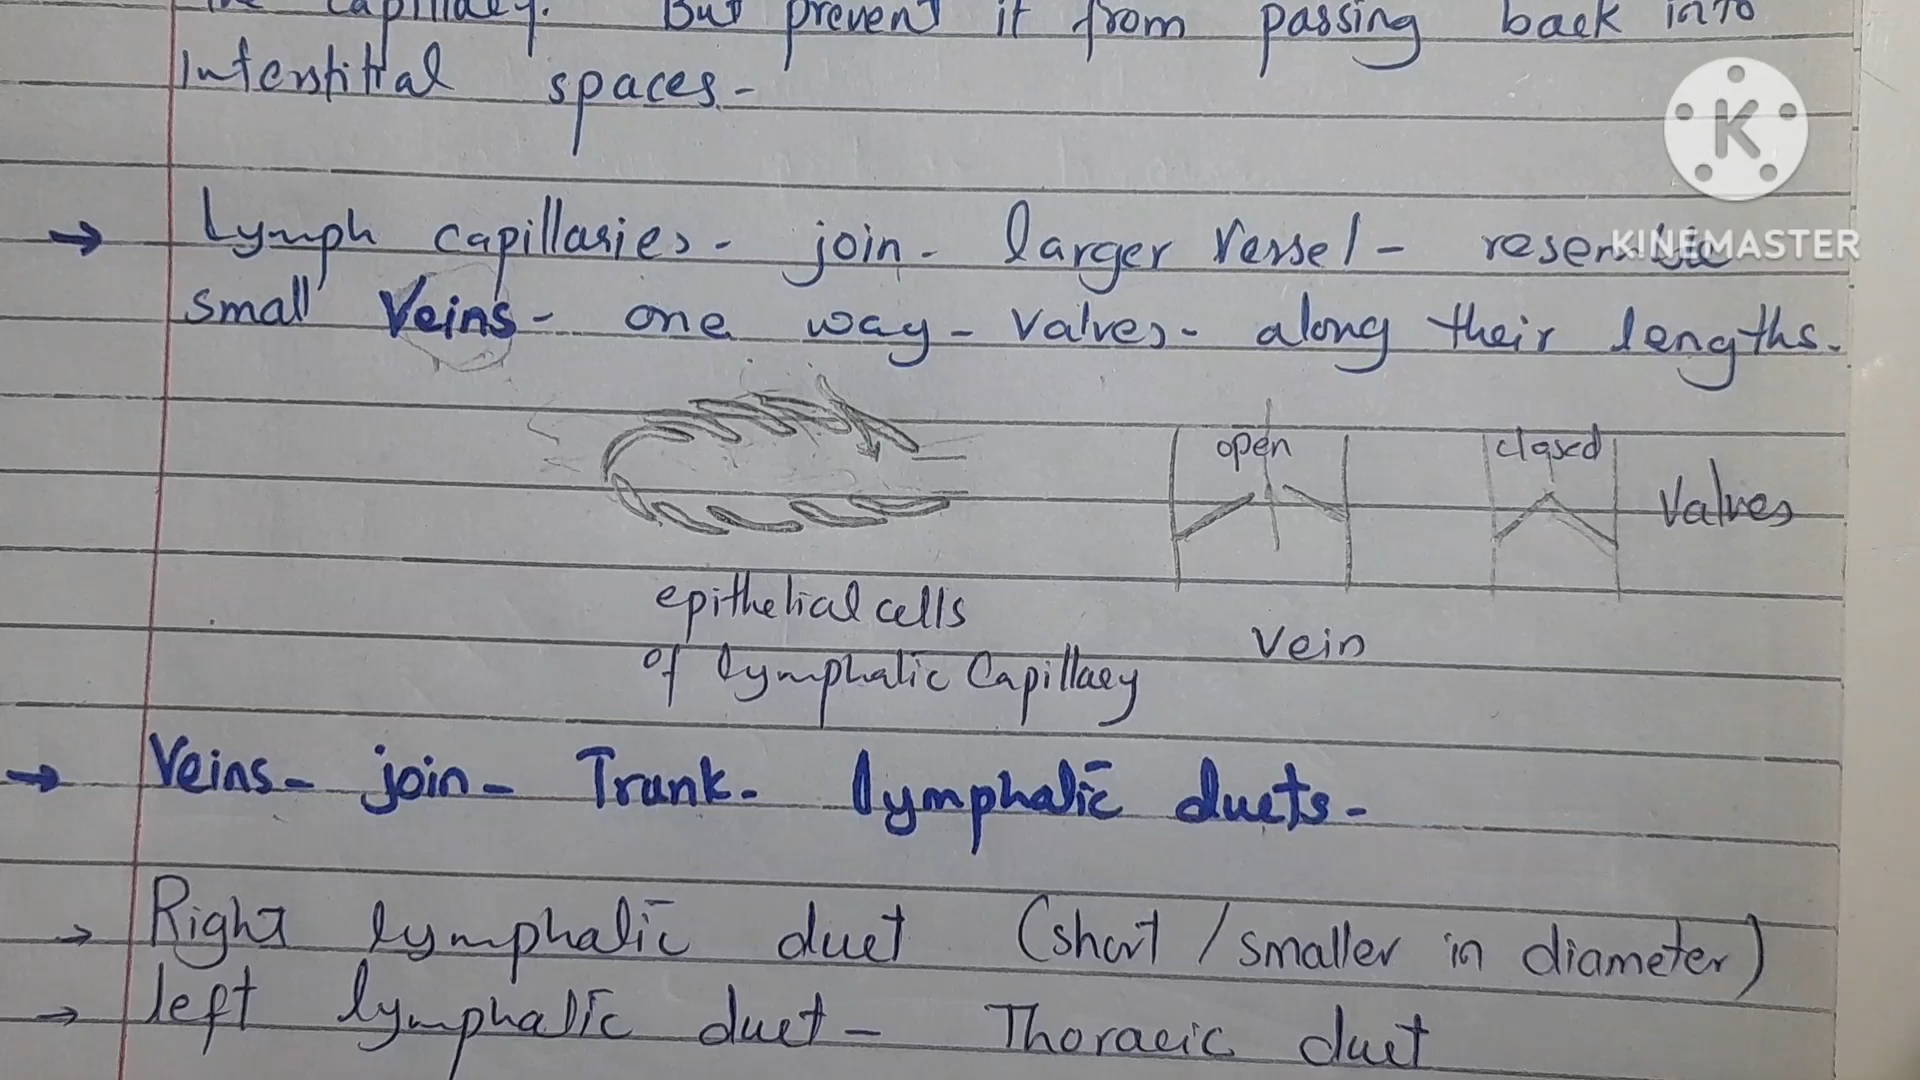 the capillary. But prevent it from passing back into
Interstitial spaces-
KINEMASTER
→ Lymph capillaries- join- larger Vessel- resemble
small Veins- one way- Valves- along their lengths.
open closed
Valves
epithelial cells
of lymphatic Capillary
Vein
→ Veins- join- Trunk- lymphatic ducts-
→ Right lymphatic duct (short / smaller in diameter)
→ left lymphatic duct- Thoracic duct